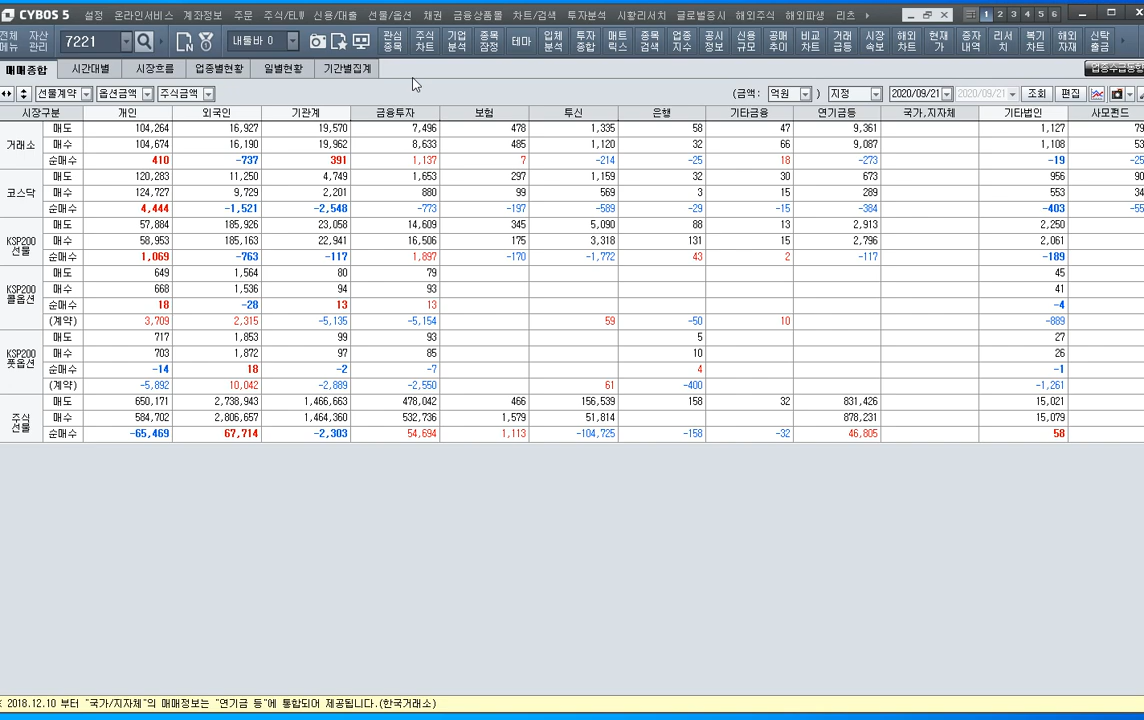 CYBOS 5 설정 온라인서비스 계좌정보 주문 주식/ELW 신용/대출 선물/옵션 채권 금융상품몰 차트/검색 투자분석 시황리서치 글로벌증시 해외주식 해외파생 리츠 1 2 3 4 5 6
전체메뉴 자산관리 7221 내툴바 0 관심종목 주식차트 기업분석 종목잠정 테마 입체분석 투자종합 매트릭스 종목검색 업종지수 공시정보 신용규모 공매추이 비교차트 거래급등 시장속보 해외차트 현재가 증자내역 리서치 복기차트 해외자재 신탁출금
매매종합 시간대별 시장흐름 업종별현황 일별현황 기간별집계
선물계약 옵션금액 주식금액 (금액: 억원 ) 지정 2020/09/21 2020/09/21 조회 편집
시장구분 개인 외국인 기관계 금융투자 보험 투신 은행 기타금융 연기금등 국가,지자체 기타법인 사모펀드
거래소 매도 104,264 16,927 19,570 7,496 478 1,335 58 47 9,361 1,127
매수 104,674 16,190 19,962 8,633 485 1,120 32 66 9,087 1,108
순매수 410 -737 391 1,137 7 -214 -25 18 -273 -19
코스닥 매도 120,283 11,250 4,749 1,653 297 1,159 32 30 673 956
매수 124,727 9,729 2,201 880 99 569 3 15 289 553
순매수 4,444 -1,521 -2,548 -773 -197 -589 -29 -15 -384 -403
KSP200 선물 매도 57,884 185,926 23,058 14,609 345 5,090 88 13 2,913 2,250
매수 58,953 185,163 22,941 16,506 175 3,318 131 15 2,796 2,061
순매수 1,069 -763 -117 1,897 -170 -1,772 43 2 -117 -189
KSP200 콜옵션 매도 649 1,564 80 79 45
매수 668 1,536 94 93 41
순매수 18 -28 13 13 -4
(계약) 3,709 2,315 -5,135 -5,154 59 -50 10 -889
KSP200 풋옵션 매도 717 1,853 99 93 5 27
매수 703 1,872 97 85 10 26
순매수 -14 18 -2 -7 4 -1
(계약) -5,892 10,042 -2,889 -2,550 61 -400 -1,261
주식 선물 매도 650,171 2,738,943 1,466,663 478,042 466 156,539 158 32 831,426 15,021
매수 584,702 2,806,657 1,464,360 532,736 1,579 51,814 878,231 15,079
순매수 -65,469 67,714 -2,303 54,694 1,113 -104,725 -158 -32 46,805 58
2018.12.10 부터 "국가/지자체"의 매매정보는 "연기금 등"에 통합되어 제공됩니다.(한국거래소)